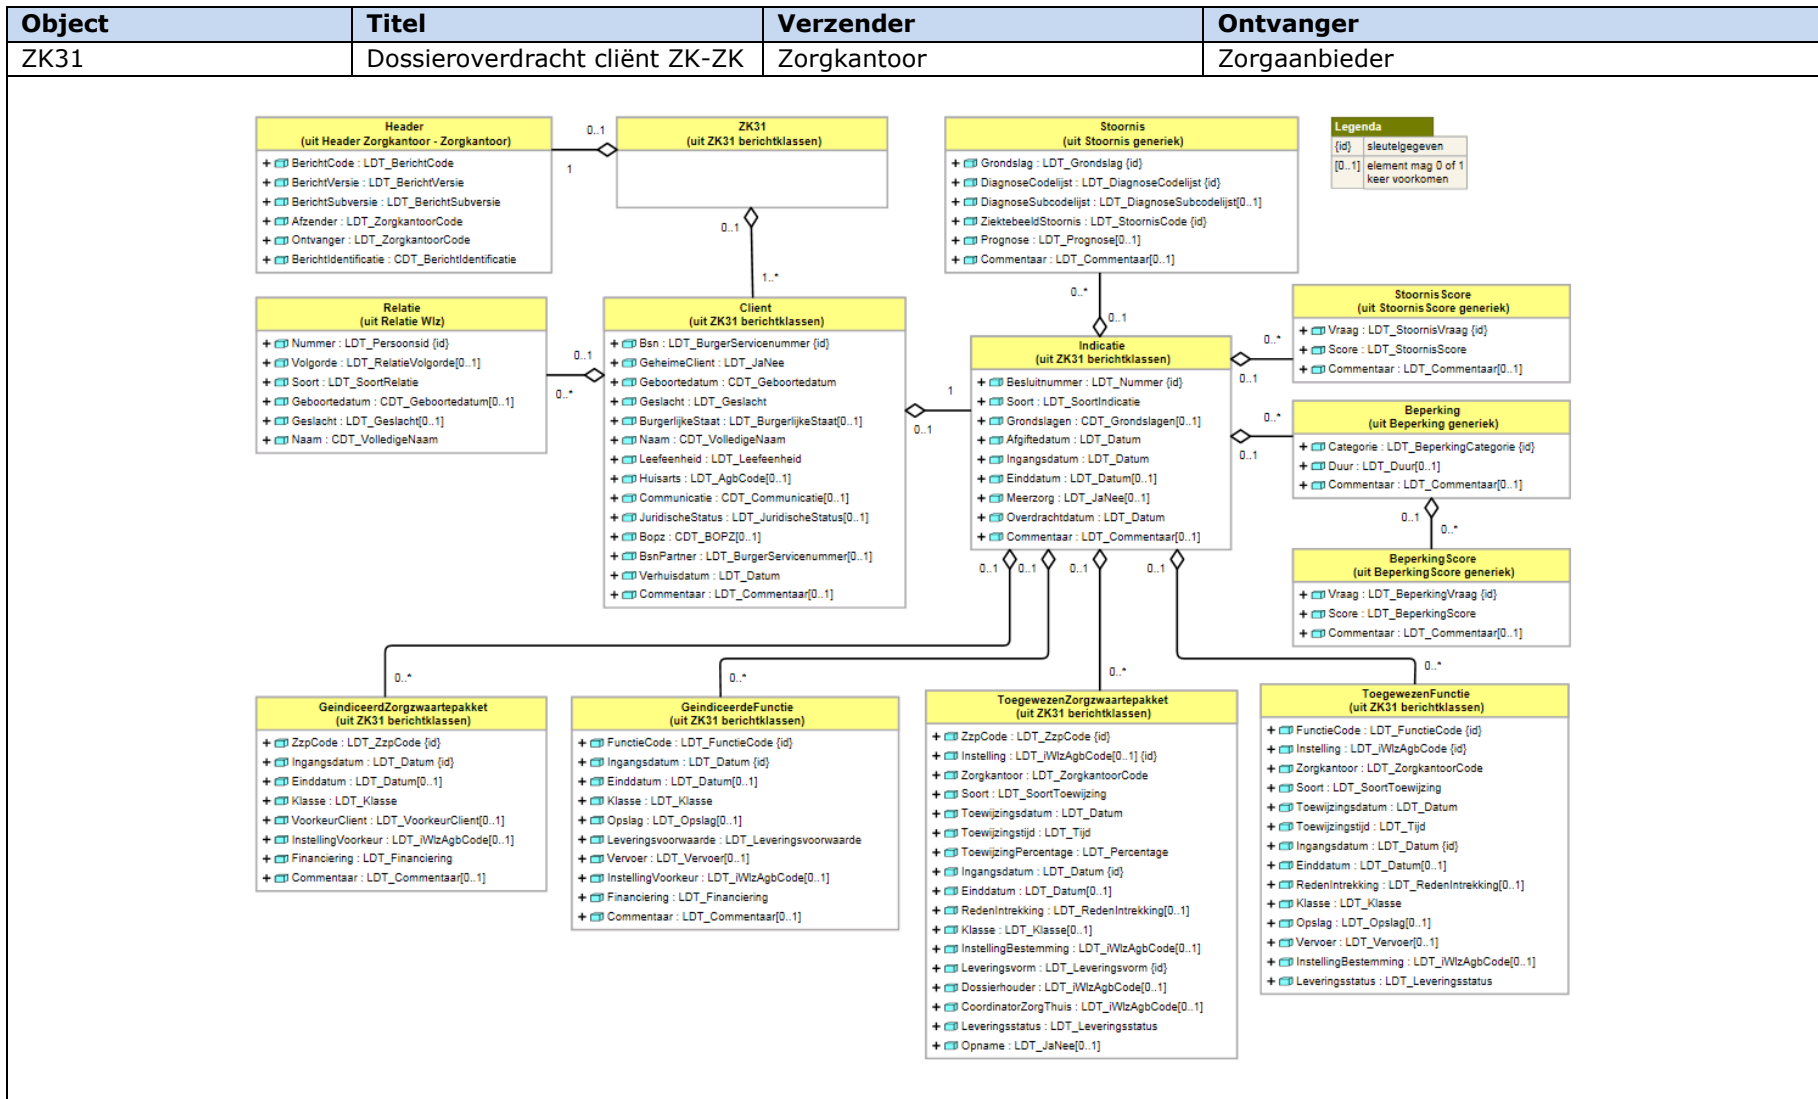 Object Titel Verzender Ontvanger
ZK31 Dossieroverdracht cliënt ZK-ZK Zorgkantoor Zorgaanbieder
Header
(uit Header Zorgkantoor - Zorgkantoor)
+ BerichtCode : LDT_BerichtCode
+ BerichtVersie : LDT_BerichtVersie
+ BerichtSubversie : LDT_BerichtSubversie
+ Afzender : LDT_ZorgkantoorCode
+ Ontvanger : LDT_ZorgkantoorCode
+ BerichtIdentificatie : CDT_BerichtIdentificatie
0..1
1
ZK31
(uit ZK31 berichtklassen)
0..1
1..*
Stoornis
(uit Stoornis generiek)
+ Grondslag : LDT_Grondslag {id}
+ DiagnoseCodelijst : LDT_DiagnoseCodelijst {id}
+ DiagnoseSubcodelijst : LDT_DiagnoseSubcodelijst[0..1]
+ ZiektebeeldStoornis : LDT_StoornisCode {id}
+ Prognose : LDT_Prognose[0..1]
+ Commentaar : LDT_Commentaar[0..1]
0..*
0..1
Legenda
{id} sleutelgegeven
[0..1] element mag 0 of 1
keer voorkomen
Relatie
(uit Relatie Wlz)
+ Nummer : LDT_Persoonsid {id}
+ Volgorde : LDT_RelatieVolgorde[0..1]
+ Soort : LDT_SoortRelatie
+ Geboortedatum : CDT_Geboortedatum[0..1]
+ Geslacht : LDT_Geslacht[0..1]
+ Naam : CDT_VolledigeNaam
0..1
0..*
Client
(uit ZK31 berichtklassen)
+ Bsn : LDT_BurgerServicenummer {id}
+ GeheimeClient : LDT_JaNee
+ Geboortedatum : CDT_Geboortedatum
+ Geslacht : LDT_Geslacht
+ BurgerlijkeStaat : LDT_BurgerlijkeStaat[0..1]
+ Naam : CDT_VolledigeNaam
+ Leefeenheid : LDT_Leefeenheid
+ Huisarts : LDT_AgbCode[0..1]
+ Communicatie : CDT_Communicatie[0..1]
+ JuridischeStatus : LDT_JuridischeStatus[0..1]
+ Bopz : CDT_BOPZ[0..1]
+ BsnPartner : LDT_BurgerServicenummer[0..1]
+ Verhuisdatum : LDT_Datum
+ Commentaar : LDT_Commentaar[0..1]
1
0..1
Indicatie
(uit ZK31 berichtklassen)
+ Besluitnummer : LDT_Nummer {id}
+ Soort : LDT_SoortIndicatie
+ Grondslagen : CDT_Grondslagen[0..1]
+ Afgiftedatum : LDT_Datum
+ Ingangsdatum : LDT_Datum
+ Einddatum : LDT_Datum[0..1]
+ Meerzorg : LDT_JaNee[0..1]
+ Overdrachtdatum : LDT_Datum
+ Commentaar : LDT_Commentaar[0..1]
0..*
0..1
StoornisScore
(uit StoornisScore generiek)
+ Vraag : LDT_StoornisVraag {id}
+ Score : LDT_StoornisScore
+ Commentaar : LDT_Commentaar[0..1]
0..*
0..1
Beperking
(uit Beperking generiek)
+ Categorie : LDT_BeperkingCategorie {id}
+ Duur : LDT_Duur[0..1]
+ Commentaar : LDT_Commentaar[0..1]
0..1
0..*
BeperkingScore
(uit BeperkingScore generiek)
+ Vraag : LDT_BeperkingVraag {id}
+ Score : LDT_BeperkingScore
+ Commentaar : LDT_Commentaar[0..1]
0..1 0..1 0..1 0..1
0..* 0..* 0..* 0..*
GeindiceerdZorgzwaartepakket
(uit ZK31 berichtklassen)
+ ZzpCode : LDT_ZzpCode {id}
+ Ingangsdatum : LDT_Datum {id}
+ Einddatum : LDT_Datum[0..1]
+ Klasse : LDT_Klasse
+ VoorkeurClient : LDT_VoorkeurClient[0..1]
+ InstellingVoorkeur : LDT_iWlzAgbCode[0..1]
+ Financiering : LDT_Financiering
+ Commentaar : LDT_Commentaar[0..1]
GeindiceerdeFunctie
(uit ZK31 berichtklassen)
+ FunctieCode : LDT_FunctieCode {id}
+ Ingangsdatum : LDT_Datum {id}
+ Einddatum : LDT_Datum[0..1]
+ Klasse : LDT_Klasse
+ Opslag : LDT_Opslag[0..1]
+ Leveringsvoorwaarde : LDT_Leveringsvoorwaarde
+ Vervoer : LDT_Vervoer[0..1]
+ InstellingVoorkeur : LDT_iWlzAgbCode[0..1]
+ Financiering : LDT_Financiering
+ Commentaar : LDT_Commentaar[0..1]
ToegewezenZorgzwaartepakket
(uit ZK31 berichtklassen)
+ ZzpCode : LDT_ZzpCode {id}
+ Instelling : LDT_iWlzAgbCode[0..1] {id}
+ Zorgkantoor : LDT_ZorgkantoorCode
+ Soort : LDT_SoortToewijzing
+ Toewijzingsdatum : LDT_Datum
+ Toewijzingstijd : LDT_Tijd
+ ToewijzingPercentage : LDT_Percentage
+ Ingangsdatum : LDT_Datum {id}
+ Einddatum : LDT_Datum[0..1]
+ RedenIntrekking : LDT_RedenIntrekking[0..1]
+ Klasse : LDT_Klasse[0..1]
+ InstellingBestemming : LDT_iWlzAgbCode[0..1]
+ Leveringsvorm : LDT_Leveringsvorm {id}
+ Dossierhouder : LDT_iWlzAgbCode[0..1]
+ CoordinatorZorgThuis : LDT_iWlzAgbCode[0..1]
+ Leveringsstatus : LDT_Leveringsstatus
+ Opname : LDT_JaNee[0..1]
ToegewezenFunctie
(uit ZK31 berichtklassen)
+ FunctieCode : LDT_FunctieCode {id}
+ Instelling : LDT_iWlzAgbCode {id}
+ Zorgkantoor : LDT_ZorgkantoorCode
+ Soort : LDT_SoortToewijzing
+ Toewijzingsdatum : LDT_Datum
+ Toewijzingstijd : LDT_Tijd
+ Ingangsdatum : LDT_Datum {id}
+ Einddatum : LDT_Datum[0..1]
+ RedenIntrekking : LDT_RedenIntrekking[0..1]
+ Klasse : LDT_Klasse
+ Opslag : LDT_Opslag[0..1]
+ Vervoer : LDT_Vervoer[0..1]
+ InstellingBestemming : LDT_iWlzAgbCode[0..1]
+ Leveringsstatus : LDT_Leveringsstatus